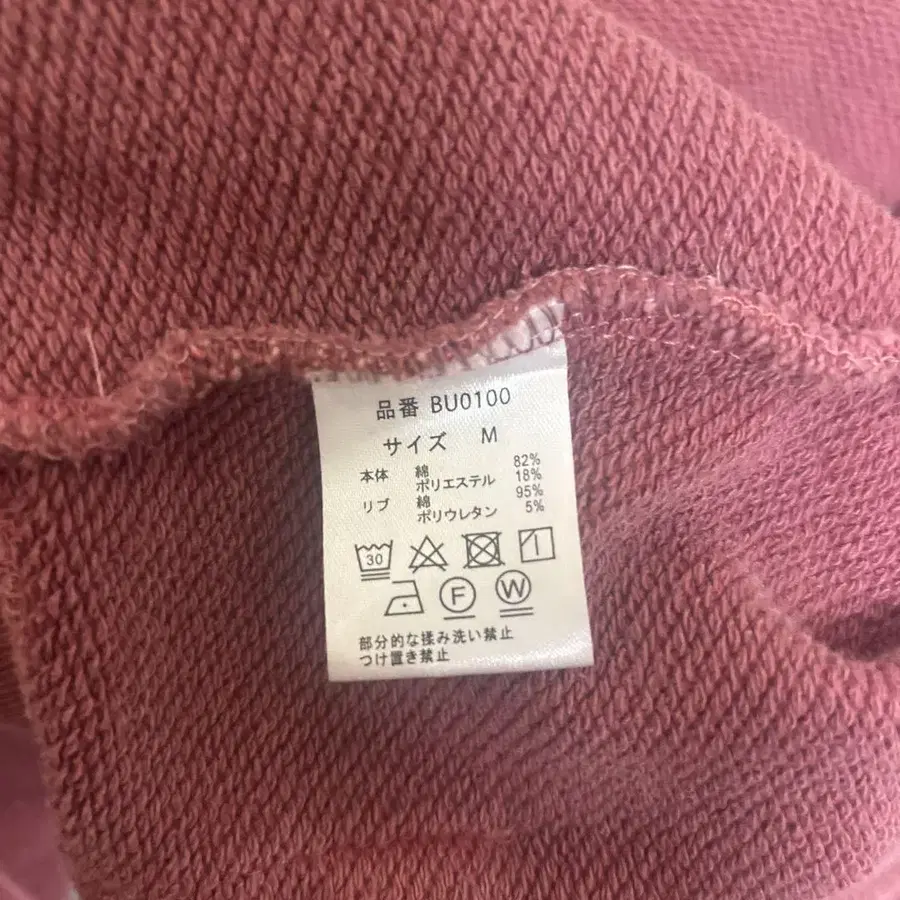 品番 BU0100
サイズ M
本体 綿 82%
ポリエステル 18%
リブ 綿 95%
ポリウレタン 5%
30
F W
部分的な揉み洗い禁止
つけ置き禁止